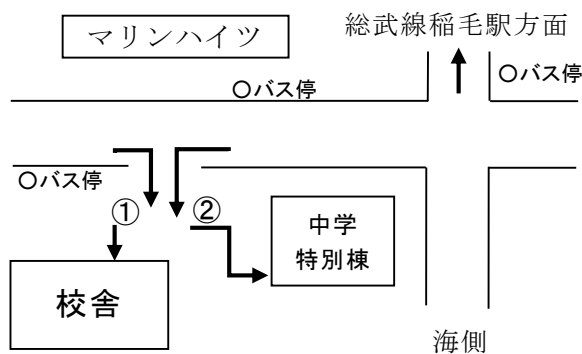 総武線稲毛駅方面
マリンハイツ
○バス停
○バス停
○バス停
①
②
中学
特別棟
校舎
海側